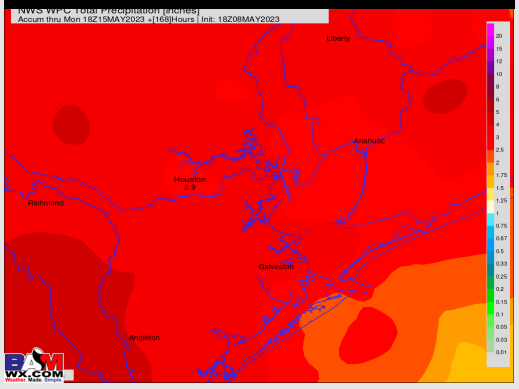 NWS WPC Total Precipitation [inches]
Accum thru Mon 18Z15MAY2023 +[168]Hours | Init: 18Z08MAY2023
Liberty
20
15
12
10
8
6
5
4
3
2.5
2
1.75
1.5
1.25
0.75
0.67
0.5
0.33
0.25
0.2
0.15
0.1
0.05
0.03
0.01
Anahuac
Houston
2.9
Richmond
Galveston
Angleton
BAM
WX.COM
Weather. Made. Simple.